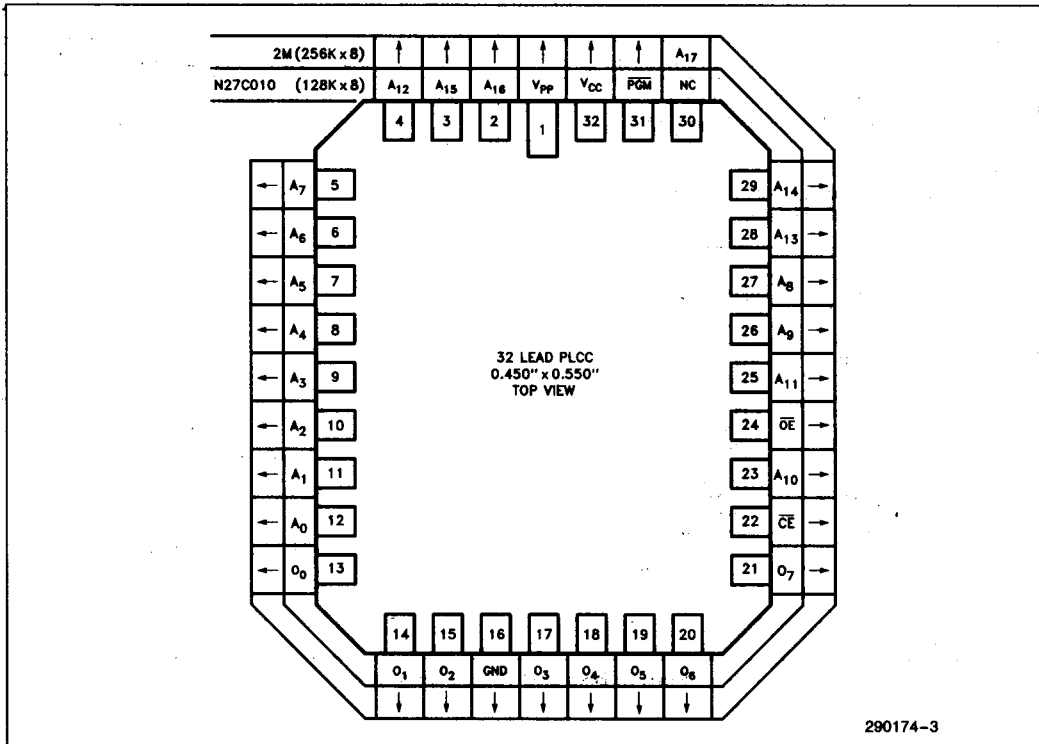 2M (256K x 8) ↑ ↑ ↑ ↑ ↑ ↑ A17
N27C010 (128K x 8) A12 A15 A16 VPP VCC P̅G̅M̅ NC
4 3 2 1 32 31 30
← A7 5 29 A14 →
← A6 6 28 A13 →
← A5 7 27 A8 →
← A4 8 26 A9 →
← A3 9 25 A11 →
← A2 10 24 O̅E̅ →
← A1 11 23 A10 →
← A0 12 22 C̅E̅ →
← O0 13 21 O7 →
32 LEAD PLCC
0.450" x 0.550"
TOP VIEW
14 15 16 17 18 19 20
O1 O2 GND O3 O4 O5 O6
↓ ↓ ↓ ↓ ↓ ↓ ↓
290174-3